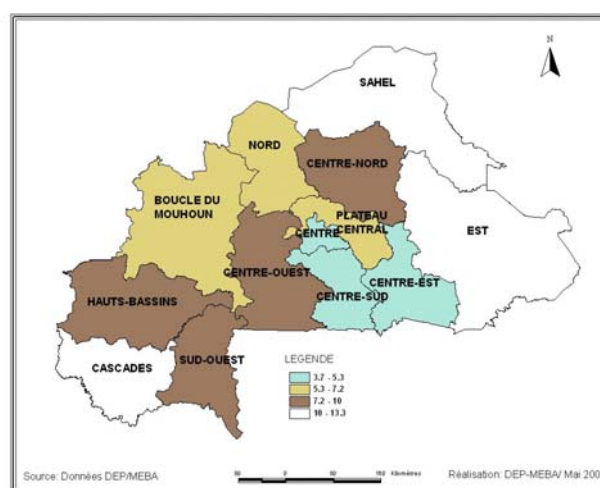 N
SAHEL
NORD
CENTRE-NORD
BOUCLE DU
MOUHOUN
PLATEAU
CENTRAL
CENTRE
EST
CENTRE-OUEST
CENTRE-EST
CENTRE-SUD
HAUTS-BASSINS
CASCADES
SUD-OUEST
LEGENDE
3.7 - 5.3
5.3 - 7.2
7.2 - 10
10 - 13.3
Source: Données DEP/MEBA
0
Kilomètres
Réalisation: DEP-MEBA/ Mai 200